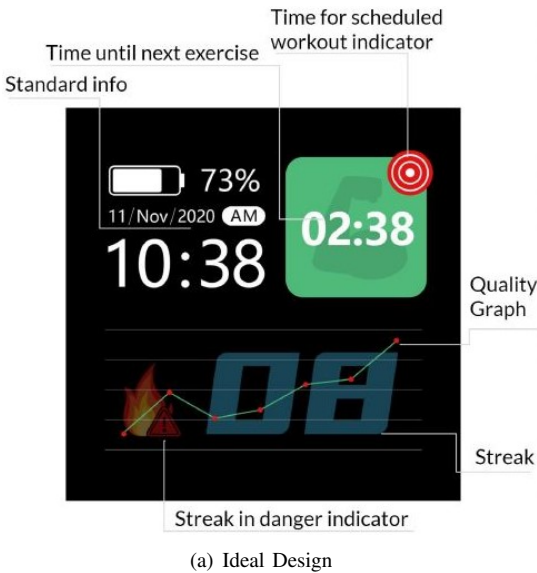 Time for scheduled
workout indicator
Time until next exercise
Standard info
73%
11/Nov/2020 AM
10:38
02:38
Quality
Graph
08
Streak
Streak in danger indicator
(a) Ideal Design